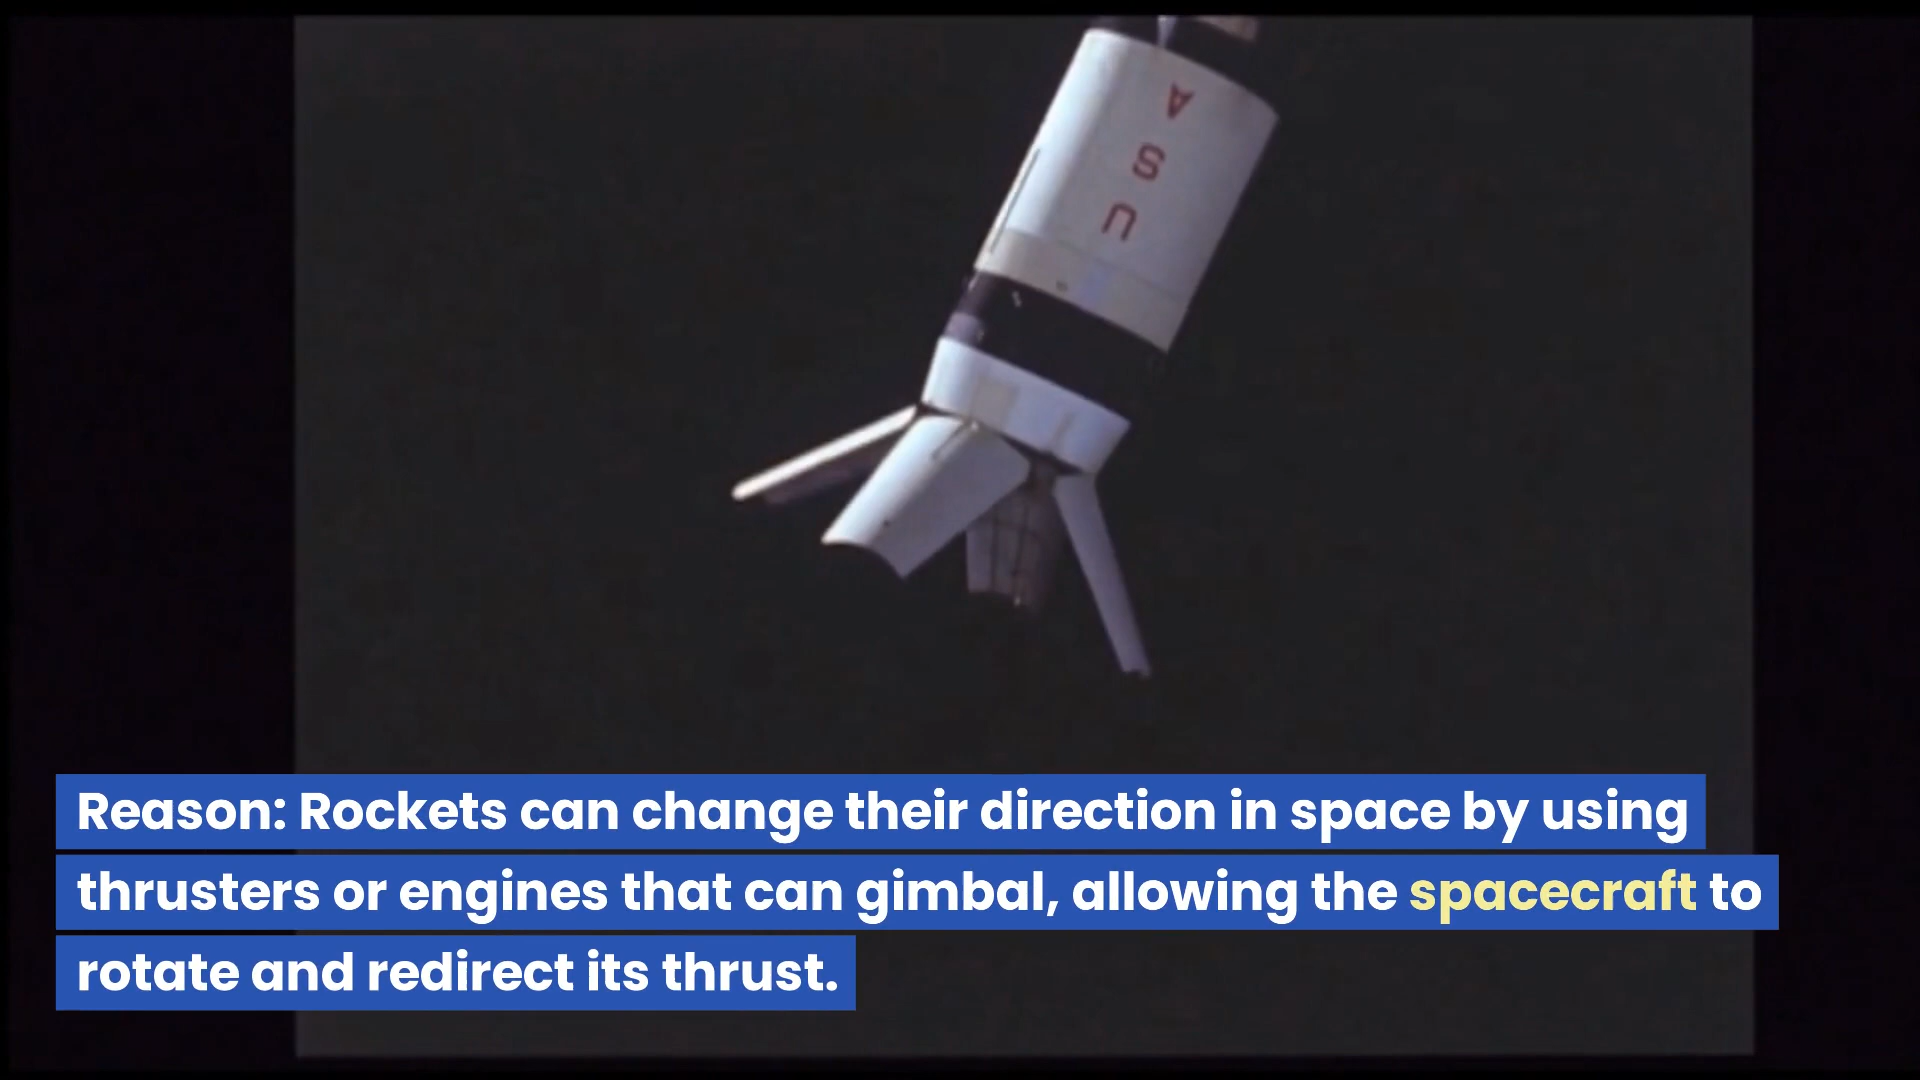 USA
Reason: Rockets can change their direction in space by using
thrusters or engines that can gimbal, allowing the spacecraft to
rotate and redirect its thrust.